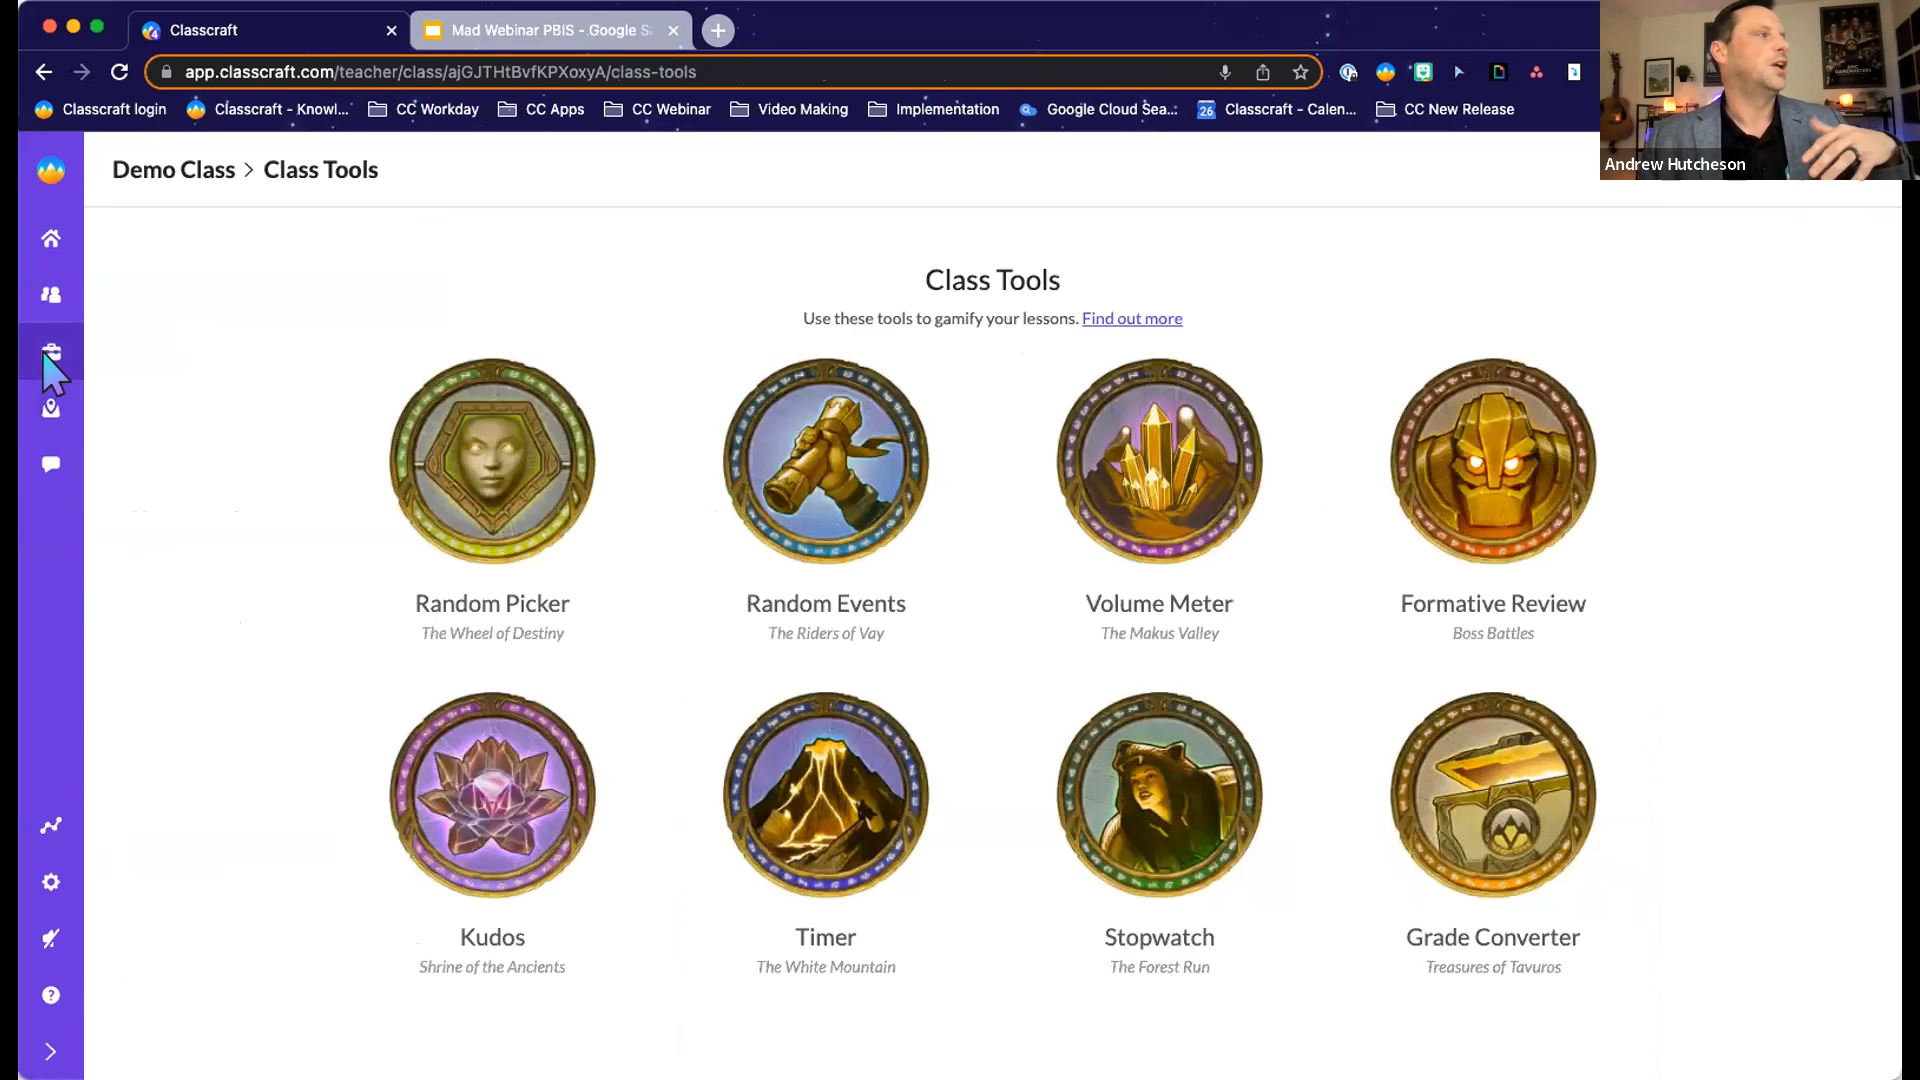 Classcraft
Mad Webinar PBIS - Google Sl
app.classcraft.com/teacher/class/ajGJTHtBvfKPXoxyA/class-tools
Classcraft login
Classcraft - Knowl...
CC Workday
CC Apps
CC Webinar
Video Making
Implementation
Google Cloud Sea...
26
Classcraft - Calen...
CC New Release
Andrew Hutcheson
Demo Class > Class Tools
Class Tools
Use these tools to gamify your lessons. Find out more
Random Picker
The Wheel of Destiny
Random Events
The Riders of Vay
Volume Meter
The Makus Valley
Formative Review
Boss Battles
Kudos
Shrine of the Ancients
Timer
The White Mountain
Stopwatch
The Forest Run
Grade Converter
Treasures of Tavuros